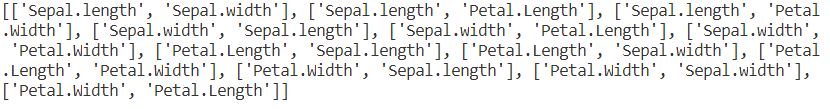 [['Sepal.length', 'Sepal.width'], ['Sepal.length', 'Petal.Length'], ['Sepal.length', 'Petal
.Width'], ['Sepal.width', 'Sepal.length'], ['Sepal.width', 'Petal.Length'], ['Sepal.width',
 'Petal.Width'], ['Petal.Length', 'Sepal.length'], ['Petal.Length', 'Sepal.width'], ['Petal
.Length', 'Petal.Width'], ['Petal.Width', 'Sepal.length'], ['Petal.Width', 'Sepal.width'],
['Petal.Width', 'Petal.Length']]